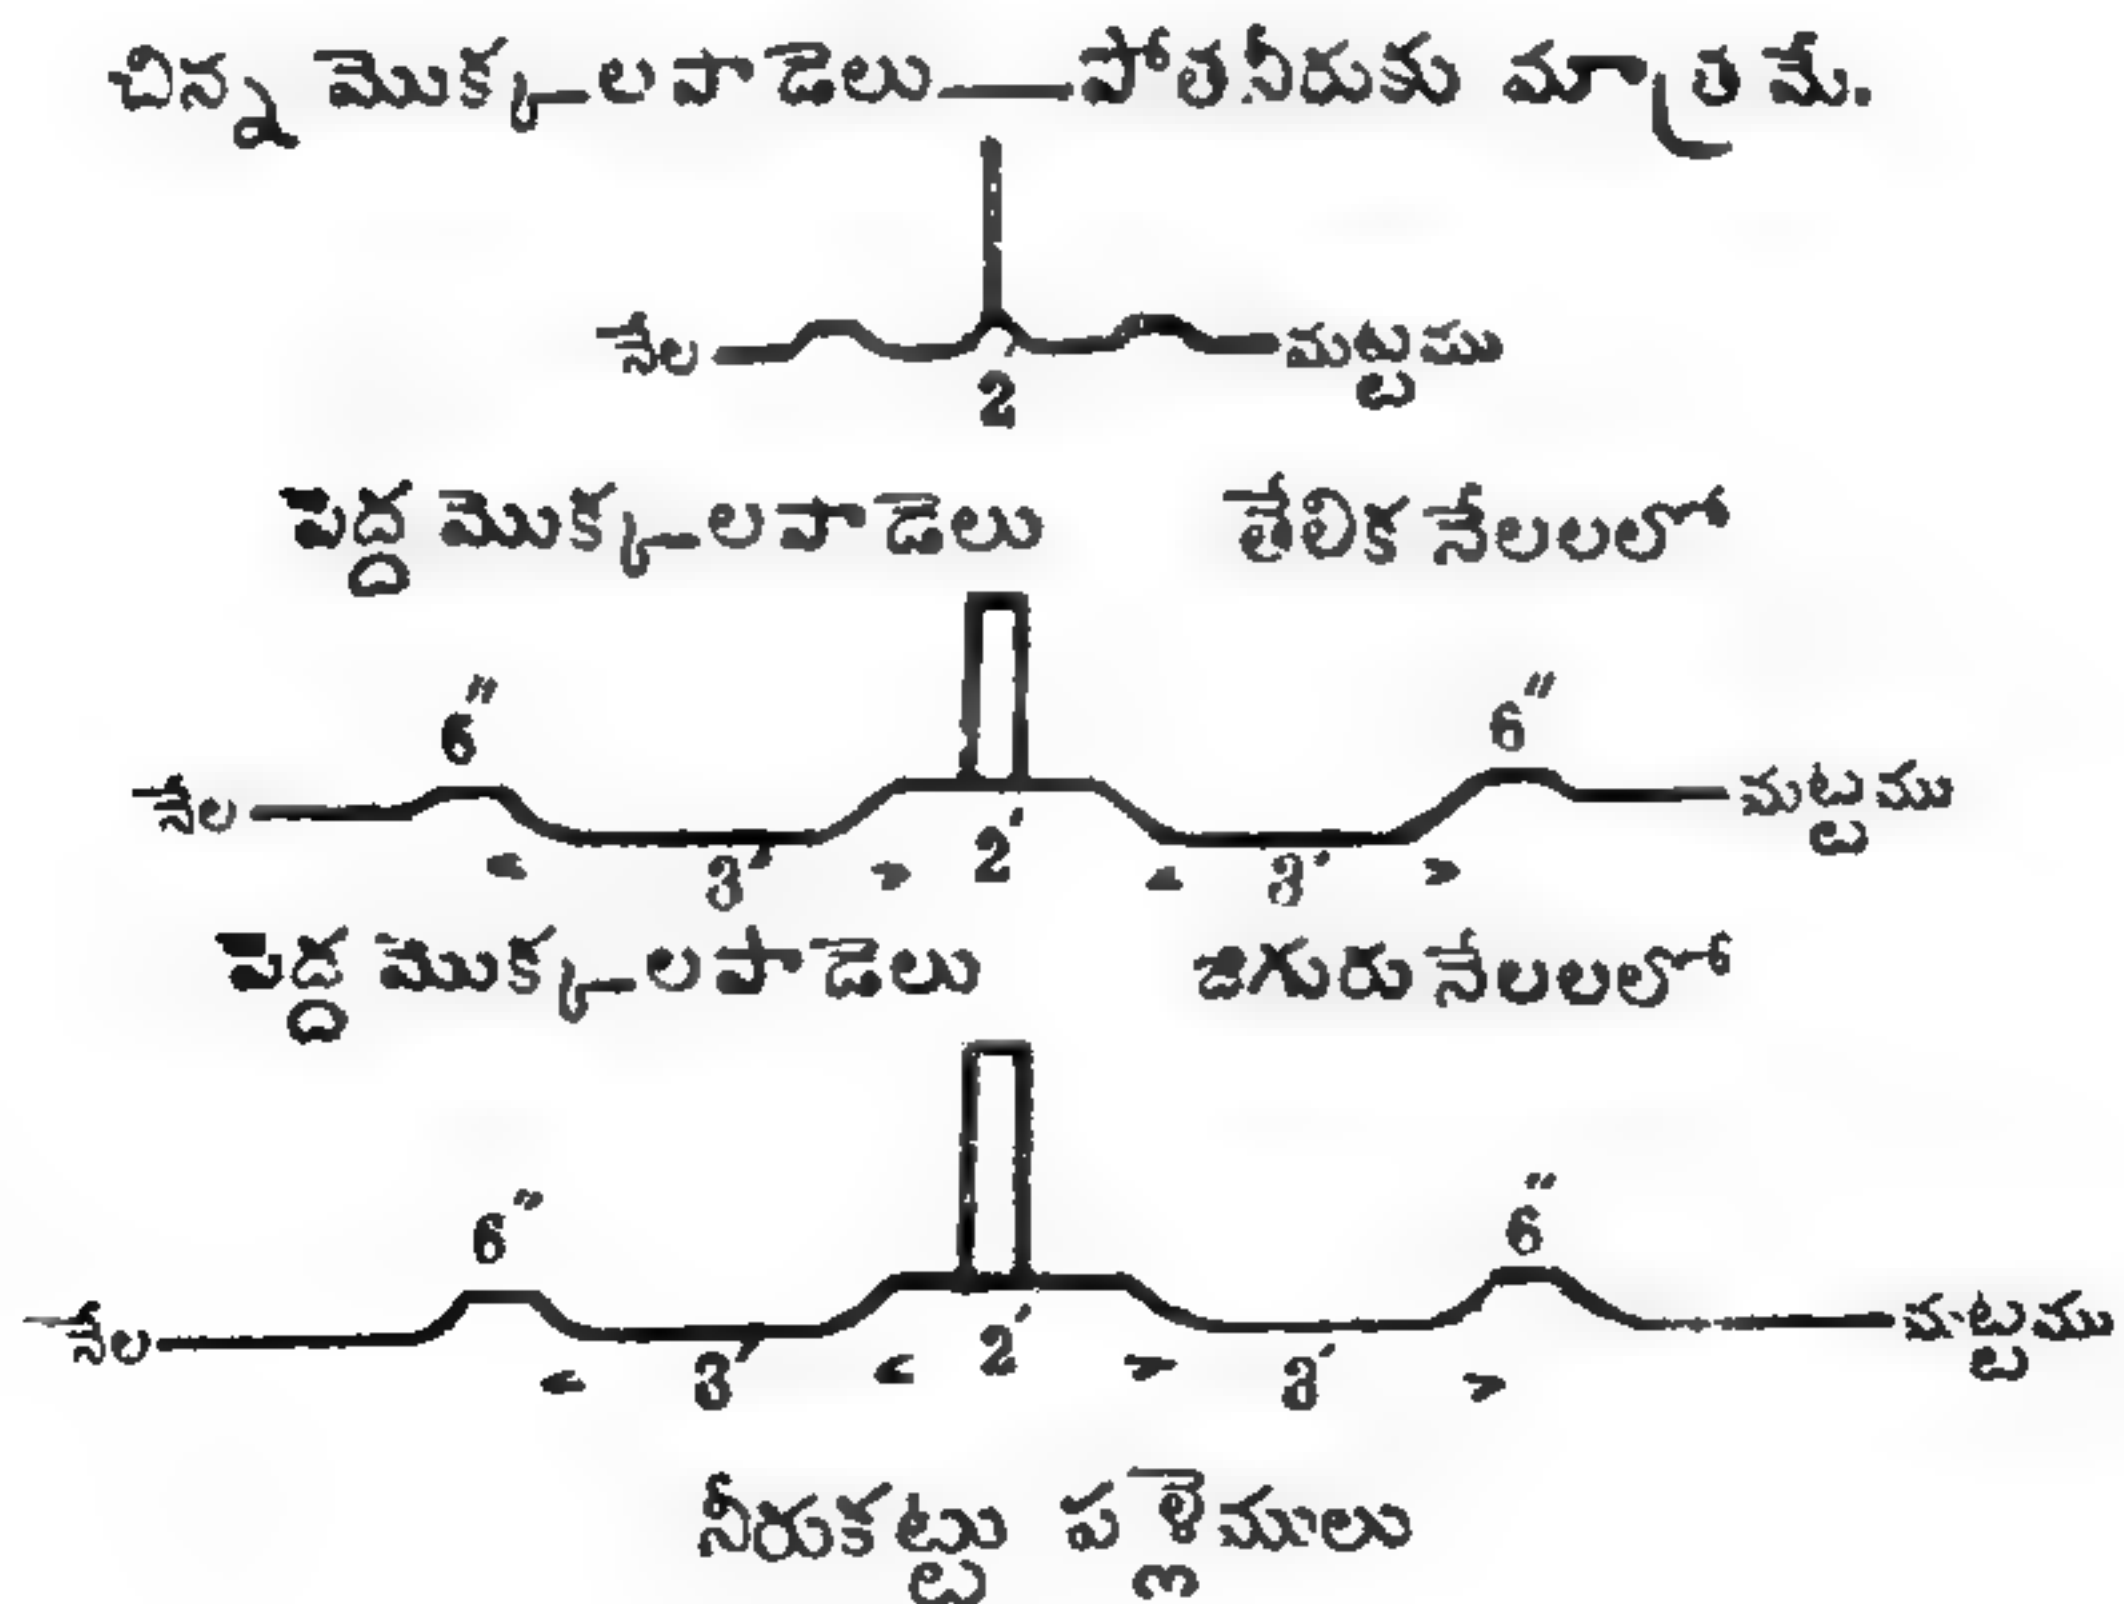 చిన్న మొక్కలపాడెలు—పోతనీరుకు మాత్రమే.
నేల మట్టము
2'
పెద్ద మొక్కలపాడెలు తేలిక నేలలలో
6" 6"
నేల మట్టము
3' 2' 3'
పెద్ద మొక్కలపాడెలు జిగురు నేలలలో
6" 6"
నేల మట్టము
3' 2' 3'
నీరుకట్టు పళ్లెములు